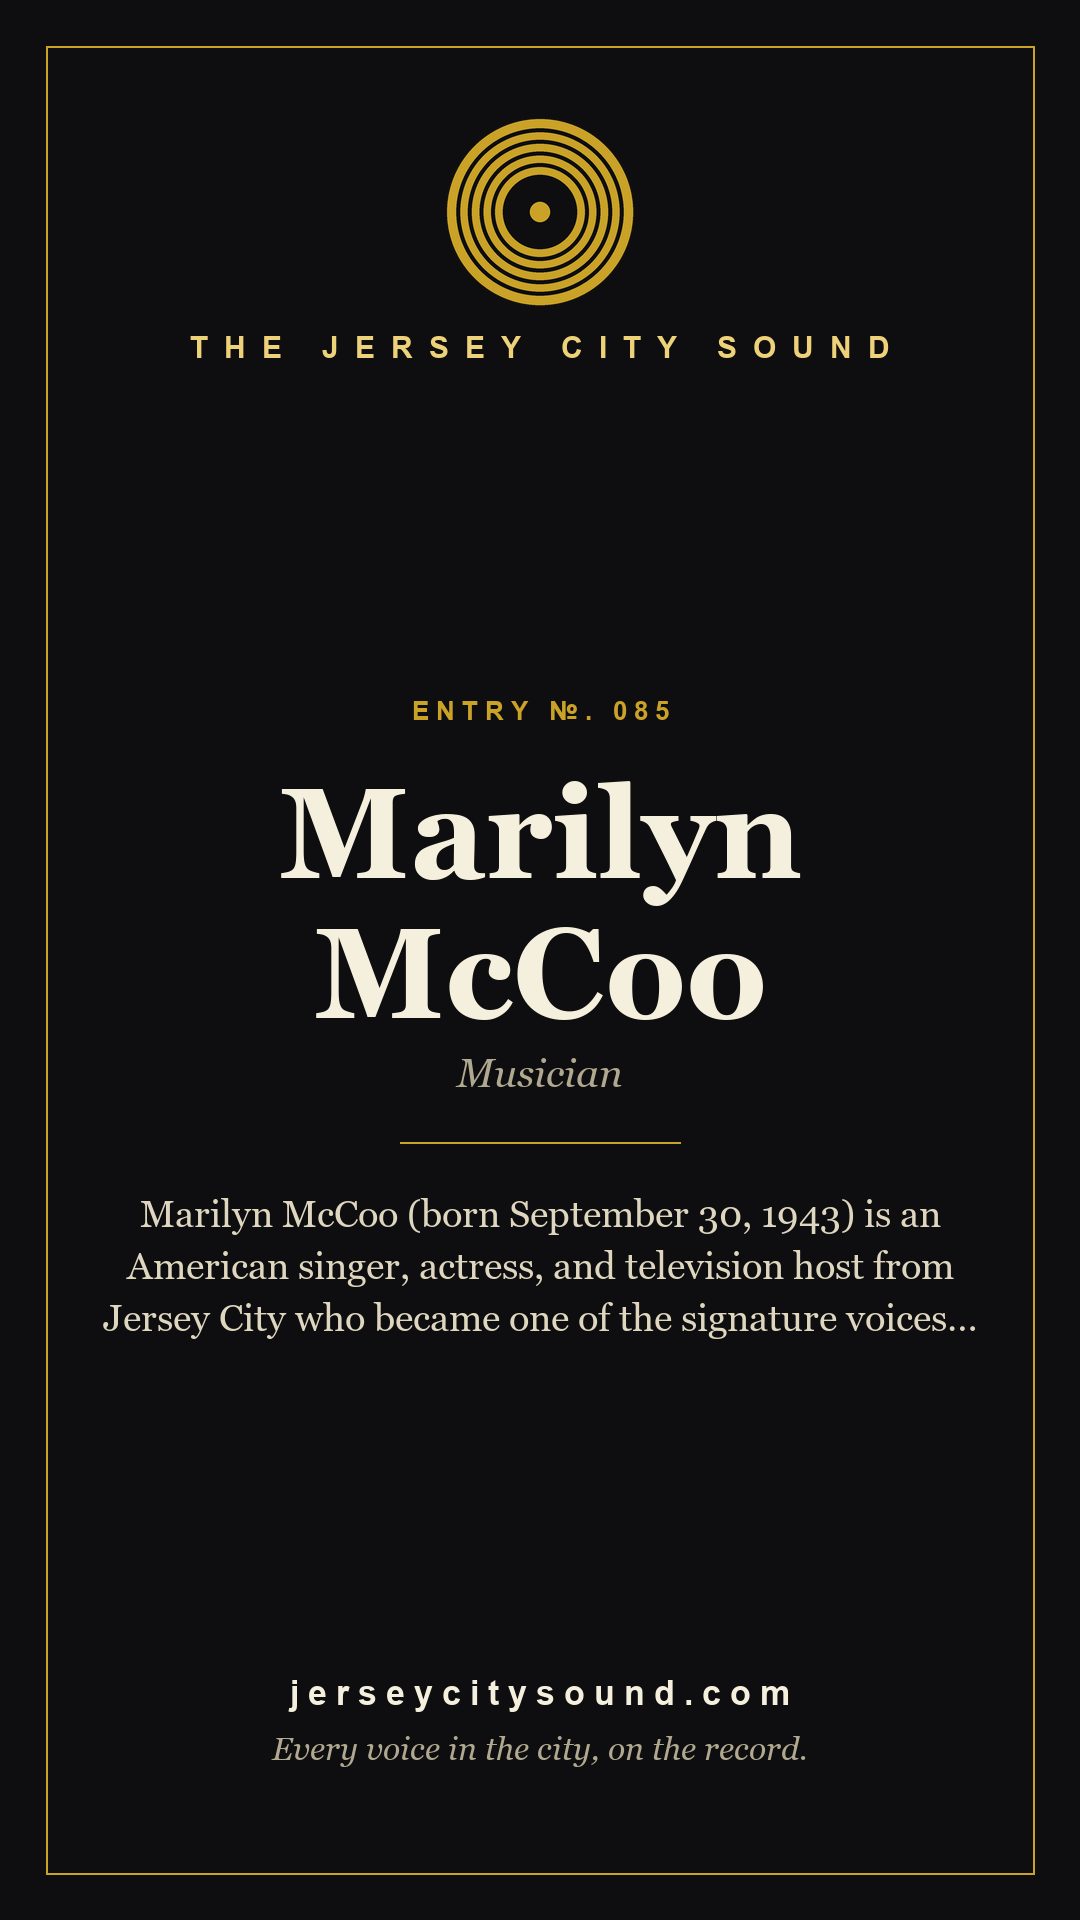 THE JERSEY CITY SOUND
ENTRY №. 085
Marilyn
McCoo
Musician
Marilyn McCoo (born September 30, 1943) is an
American singer, actress, and television host from
Jersey City who became one of the signature voices...
jerseycitysound.com
Every voice in the city, on the record.